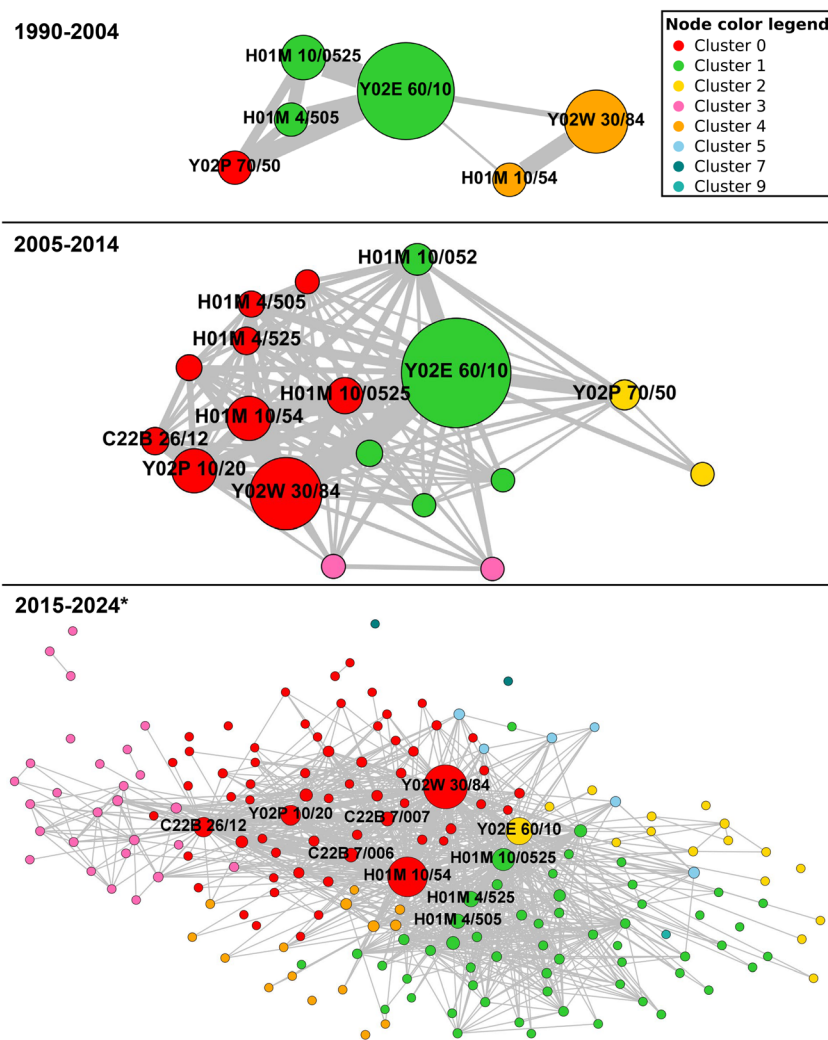 1990-2004
Node color legend
Cluster 0
Cluster 1
Cluster 2
Cluster 3
Cluster 4
Cluster 5
Cluster 7
Cluster 9
H01M 10/0525
Y02E 60/10
H01M 4/505
Y02W 30/84
Y02P 70/50
H01M 10/54
2005-2014
H01M 10/052
H01M 4/505
H01M 4/525
Y02E 60/10
H01M 10/0525
Y02P 70/50
H01M 10/54
C22B 26/12
Y02P 10/20
Y02W 30/84
2015-2024*
Y02W 30/84
Y02P 10/20
C22B 7/007
C22B 26/12
Y02E 60/10
C22B 7/006
H01M 10/0525
H01M 10/54
H01M 4/525
H01M 4/505